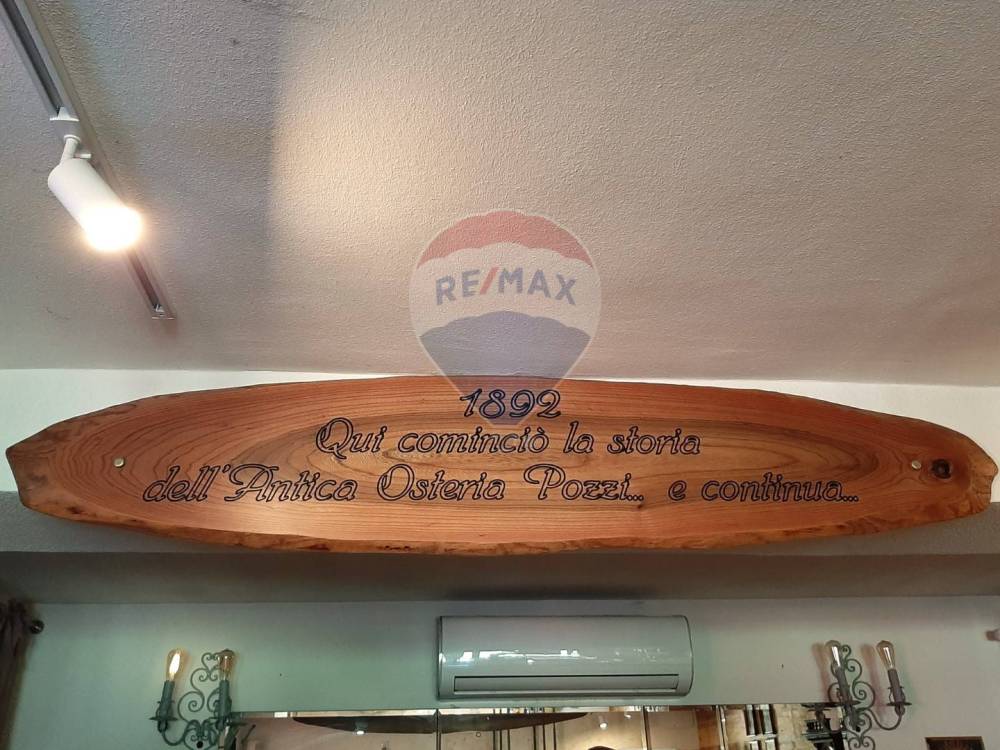 RE/MAX
1892
Qui cominciò la storia
dell'Antica Osteria Pozzi... e continua...